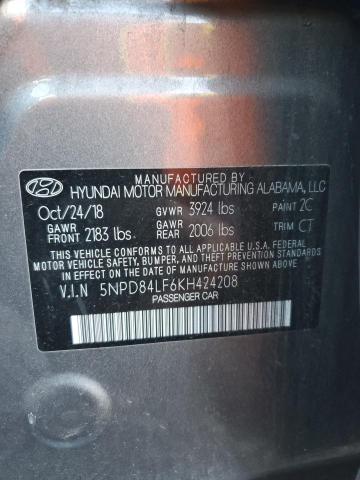 MANUFACTURED BY
HYUNDAI MOTOR MANUFACTURING ALABAMA, LLC
Oct/24/18 GVWR 3924 lbs PAINT 2C
GAWR FRONT 2183 lbs GAWR REAR 2006 lbs TRIM CT
THIS VEHICLE CONFORMS TO ALL APPLICABLE U.S.A. FEDERAL
MOTOR VEHICLE SAFETY, BUMPER, AND THEFT PREVENTION
STANDARDS IN EFFECT ON THE DATE OF MANUFACTURE SHOWN ABOVE.
V.I.N 5NPD84LF6KH424208
PASSENGER CAR